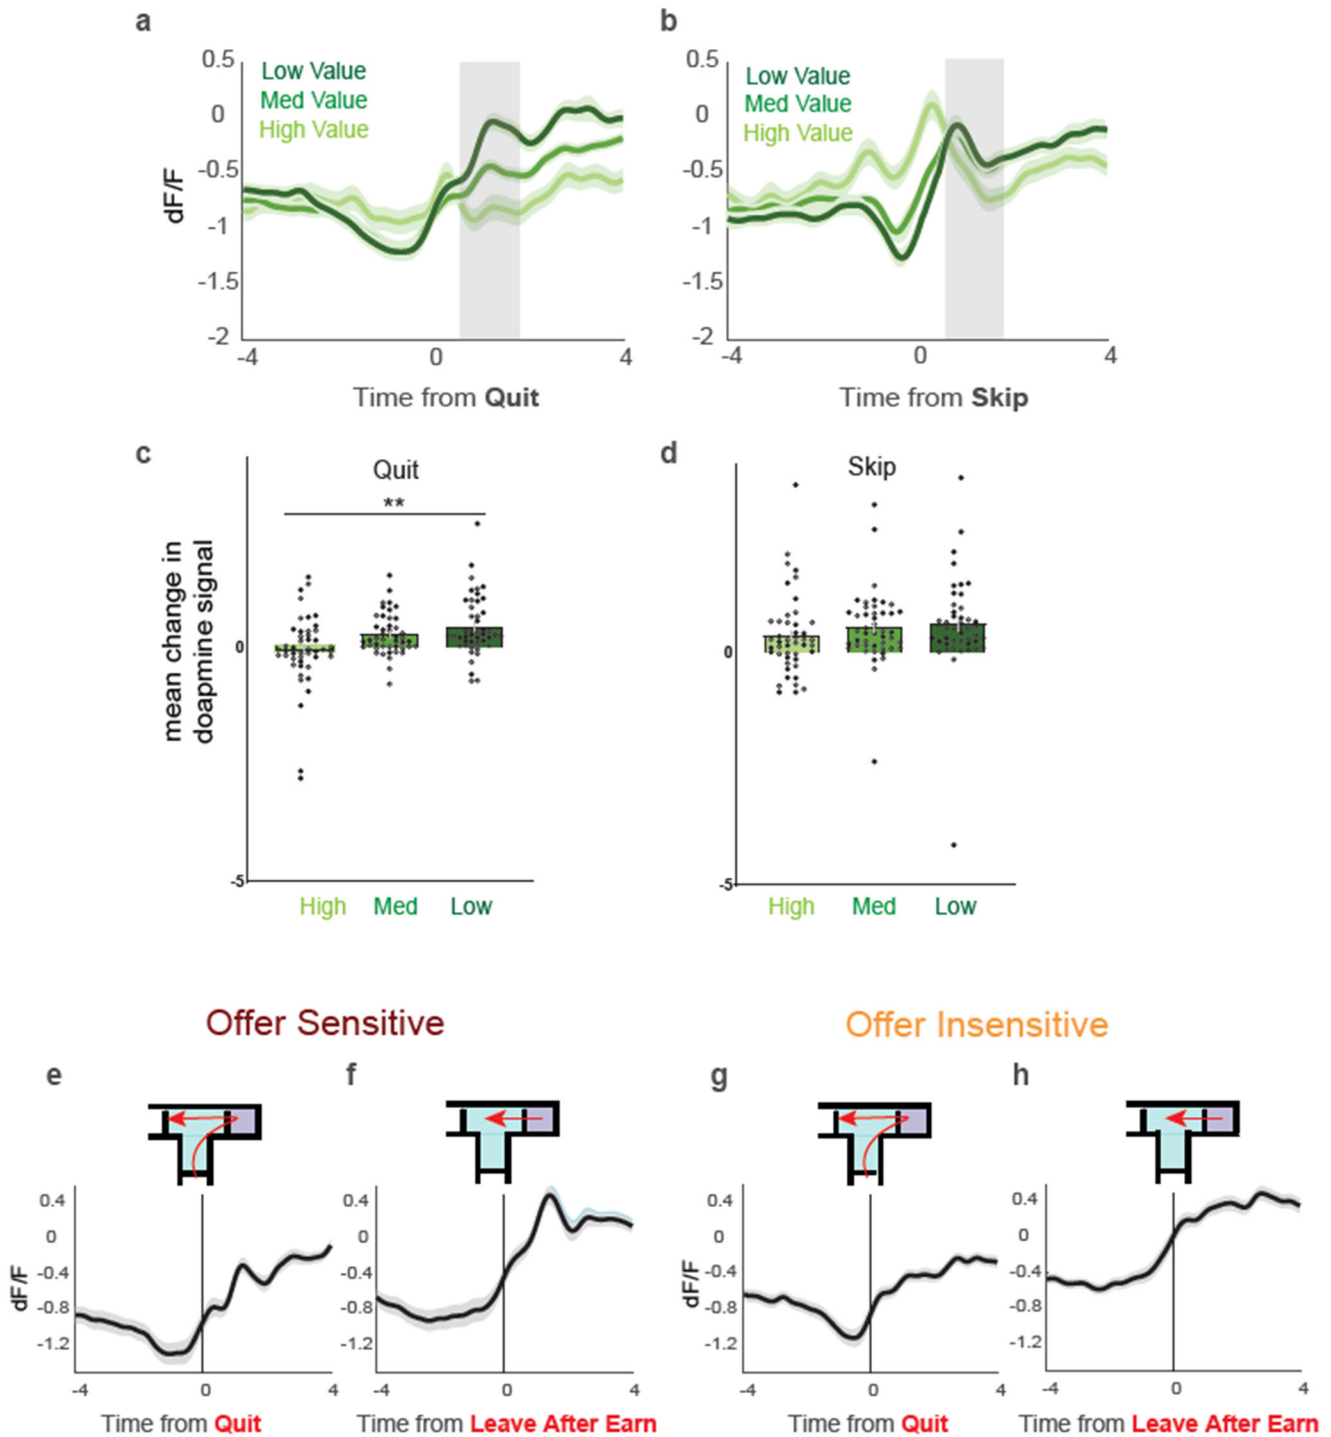 a
b
0.5
0
-0.5
-1
-1.5
-2
dF/F
Low Value
Med Value
High Value
-4
0
4
Time from Quit
0.5
0
-0.5
-1
-1.5
-2
Low Value
Med Value
High Value
-4
0
4
Time from Skip
c
d
Quit
**
mean change in
doapmine signal
0
-5
High
Med
Low
Skip
0
-5
High
Med
Low
Offer Sensitive
Offer Insensitive
e
f
g
h
dF/F
0.4
0
-0.4
-0.8
-1.2
-4
0
4
Time from Quit
0.4
0
-0.4
-0.8
-1.2
-4
0
4
Time from Leave After Earn
dF/F
0.4
0
-0.4
-0.8
-1.2
-4
0
4
Time from Quit
0.4
0
-0.4
-0.8
-1.2
-4
0
4
Time from Leave After Earn